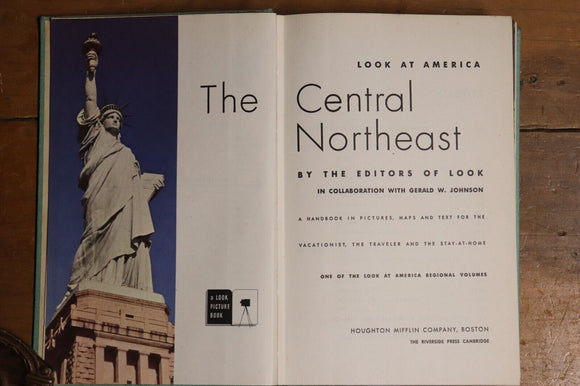 LOOK AT AMERICA
The Central
Northeast
BY THE EDITORS OF LOOK
IN COLLABORATION WITH GERALD W. JOHNSON
A HANDBOOK IN PICTURES, MAPS AND TEXT FOR THE
VACATIONIST, THE TRAVELER AND THE STAY-AT-HOME
ONE OF THE LOOK AT AMERICA REGIONAL VOLUMES
a LOOK
PICTURE
BOOK
HOUGHTON MIFFLIN COMPANY, BOSTON
THE RIVERSIDE PRESS CAMBRIDGE